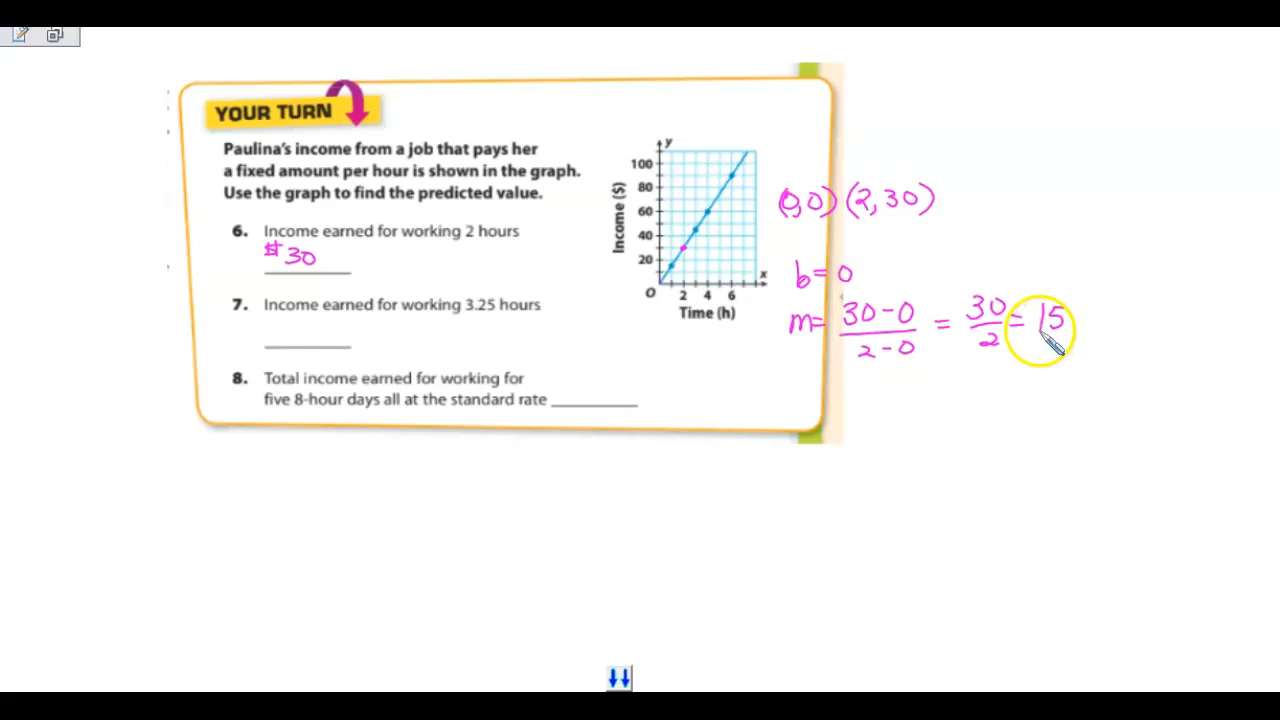 YOUR TURN
Paulina's income from a job that pays her
a fixed amount per hour is shown in the graph.
Use the graph to find the predicted value.
6. Income earned for working 2 hours
$30
7. Income earned for working 3.25 hours
8. Total income earned for working for
five 8-hour days all at the standard rate
y
100
80
60
40
20
O
2 4 6
x
Income ($)
Time (h)
(0,0) (2,30)
b=0
m= 30-0 = 30 = 15
2-0 2